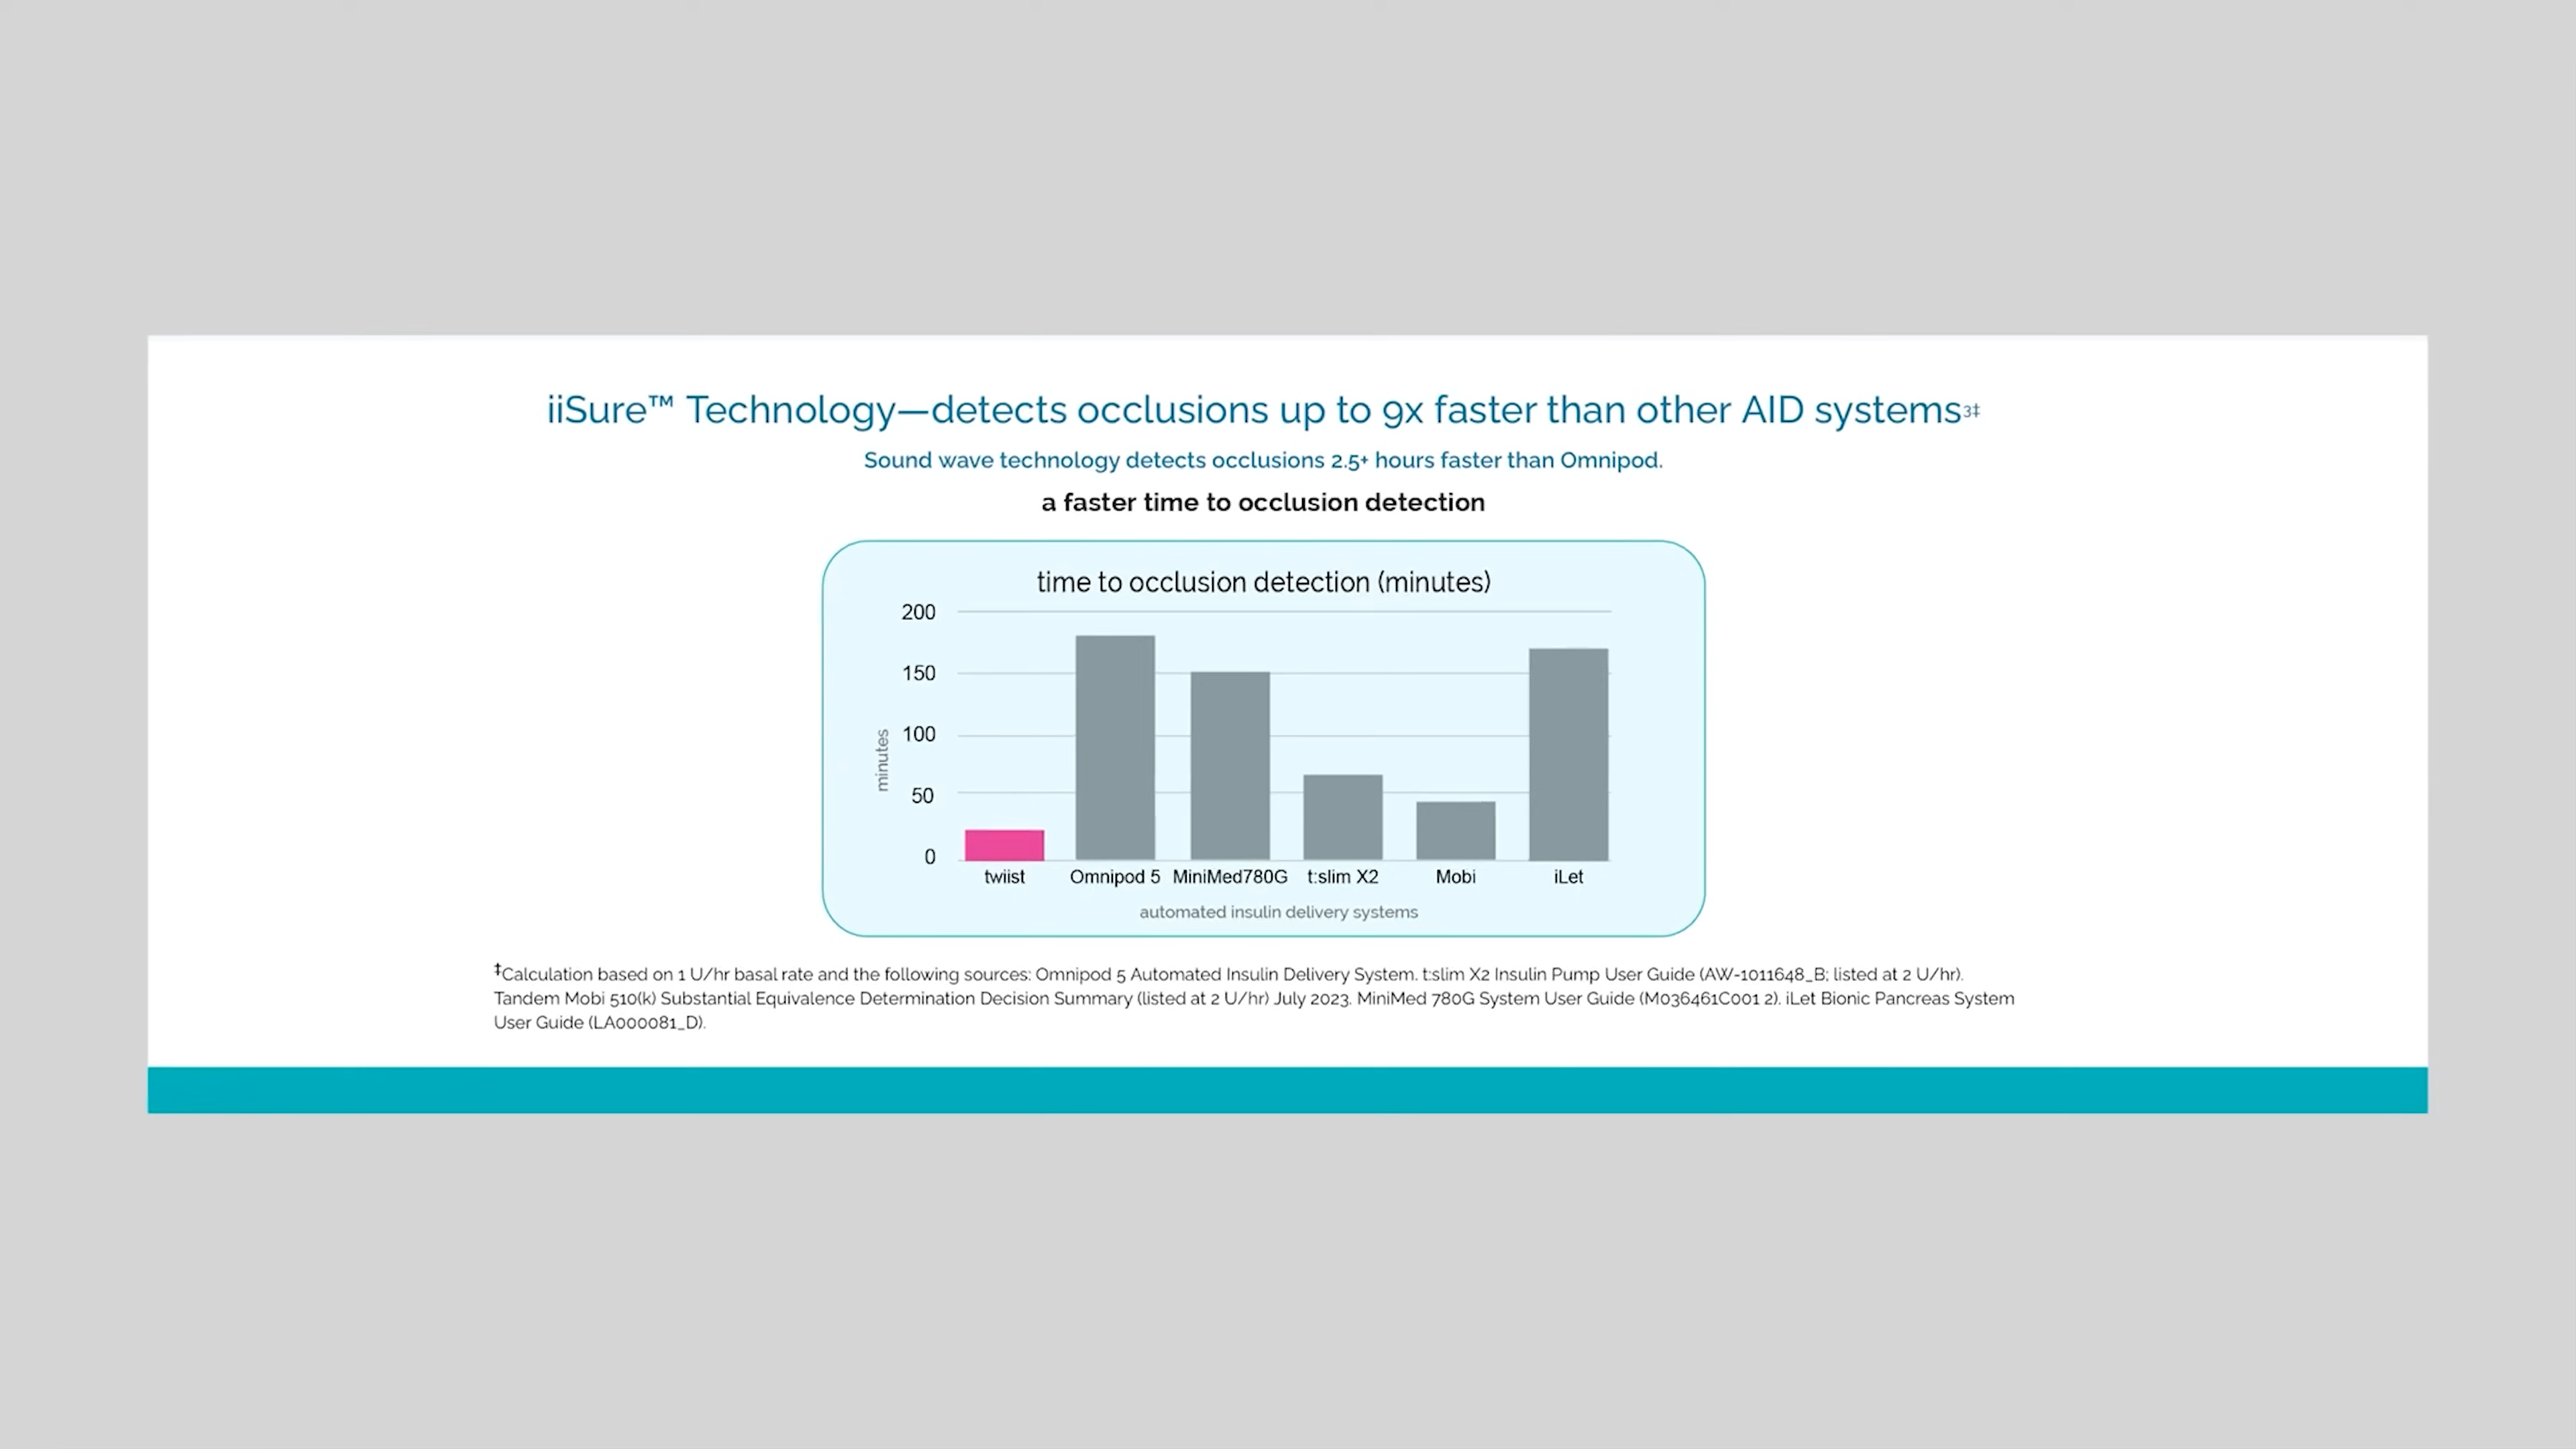 iiSure™ Technology—detects occlusions up to 9x faster than other AID systems3‡
Sound wave technology detects occlusions 2.5+ hours faster than Omnipod.
a faster time to occlusion detection
time to occlusion detection (minutes)
200
150
100
50
0
minutes
twiist
Omnipod 5
MiniMed780G
t:slim X2
Mobi
iLet
automated insulin delivery systems
‡Calculation based on 1 U/hr basal rate and the following sources: Omnipod 5 Automated Insulin Delivery System. t:slim X2 Insulin Pump User Guide (AW-1011648_B; listed at 2 U/hr).
Tandem Mobi 510(k) Substantial Equivalence Determination Decision Summary (listed at 2 U/hr) July 2023. MiniMed 780G System User Guide (M036461C001 2). iLet Bionic Pancreas System
User Guide (LA000081_D).